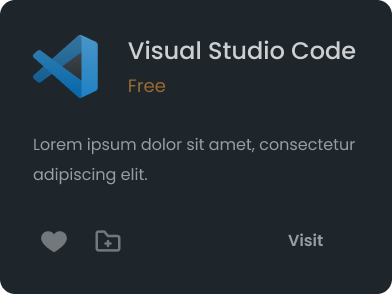 Visual Studio Code
Free
Lorem ipsum dolor sit amet, consectetur
adipiscing elit.
Visit